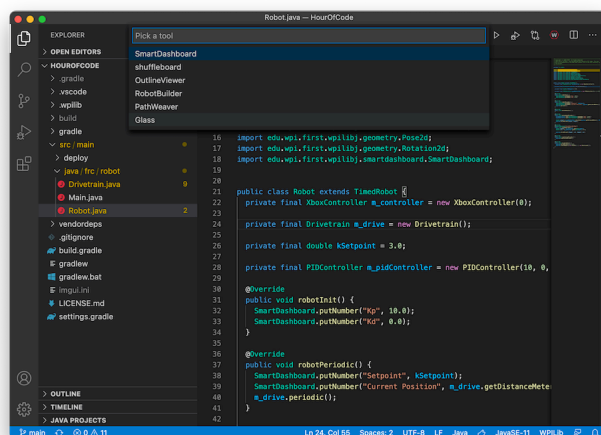 Robot.java — HourOfCode
EXPLORER
OPEN EDITORS
HOUROFCODE
.gradle
.vscode
.wpilib
build
gradle
src / main
deploy
java / frc / robot
Drivetrain.java 9
Main.java
Robot.java 2
vendordeps
.gitignore
build.gradle
gradlew
gradlew.bat
imgui.ini
LICENSE.md
settings.gradle
OUTLINE
TIMELINE
JAVA PROJECTS
Pick a tool
SmartDashboard
shuffleboard
OutlineViewer
RobotBuilder
PathWeaver
Glass
16 import edu.wpi.first.wpilibj.geometry.Pose2d;
17 import edu.wpi.first.wpilibj.geometry.Rotation2d;
18 import edu.wpi.first.wpilibj.smartdashboard.SmartDashboard;
19
20
21 public class Robot extends TimedRobot {
22 private final XboxController m_controller = new XboxController(0);
23
24 private final Drivetrain m_drive = new Drivetrain();
25
26 private final double kSetpoint = 3.0;
27
28 private final PIDController m_pidController = new PIDController(10, 0,
29
30 @Override
31 public void robotInit() {
32 SmartDashboard.putNumber("Kp", 10.0);
33 SmartDashboard.putNumber("Kd", 0.0);
34 }
35
36 @Override
37 public void robotPeriodic() {
38 SmartDashboard.putNumber("Setpoint", kSetpoint);
39 SmartDashboard.putNumber("Current Position", m_drive.getDistanceMete
40 m_drive.periodic();
41 }
42
main 0 11 Ln 24, Col 55 Spaces: 2 UTF-8 LF Java JavaSE-11 WPILib